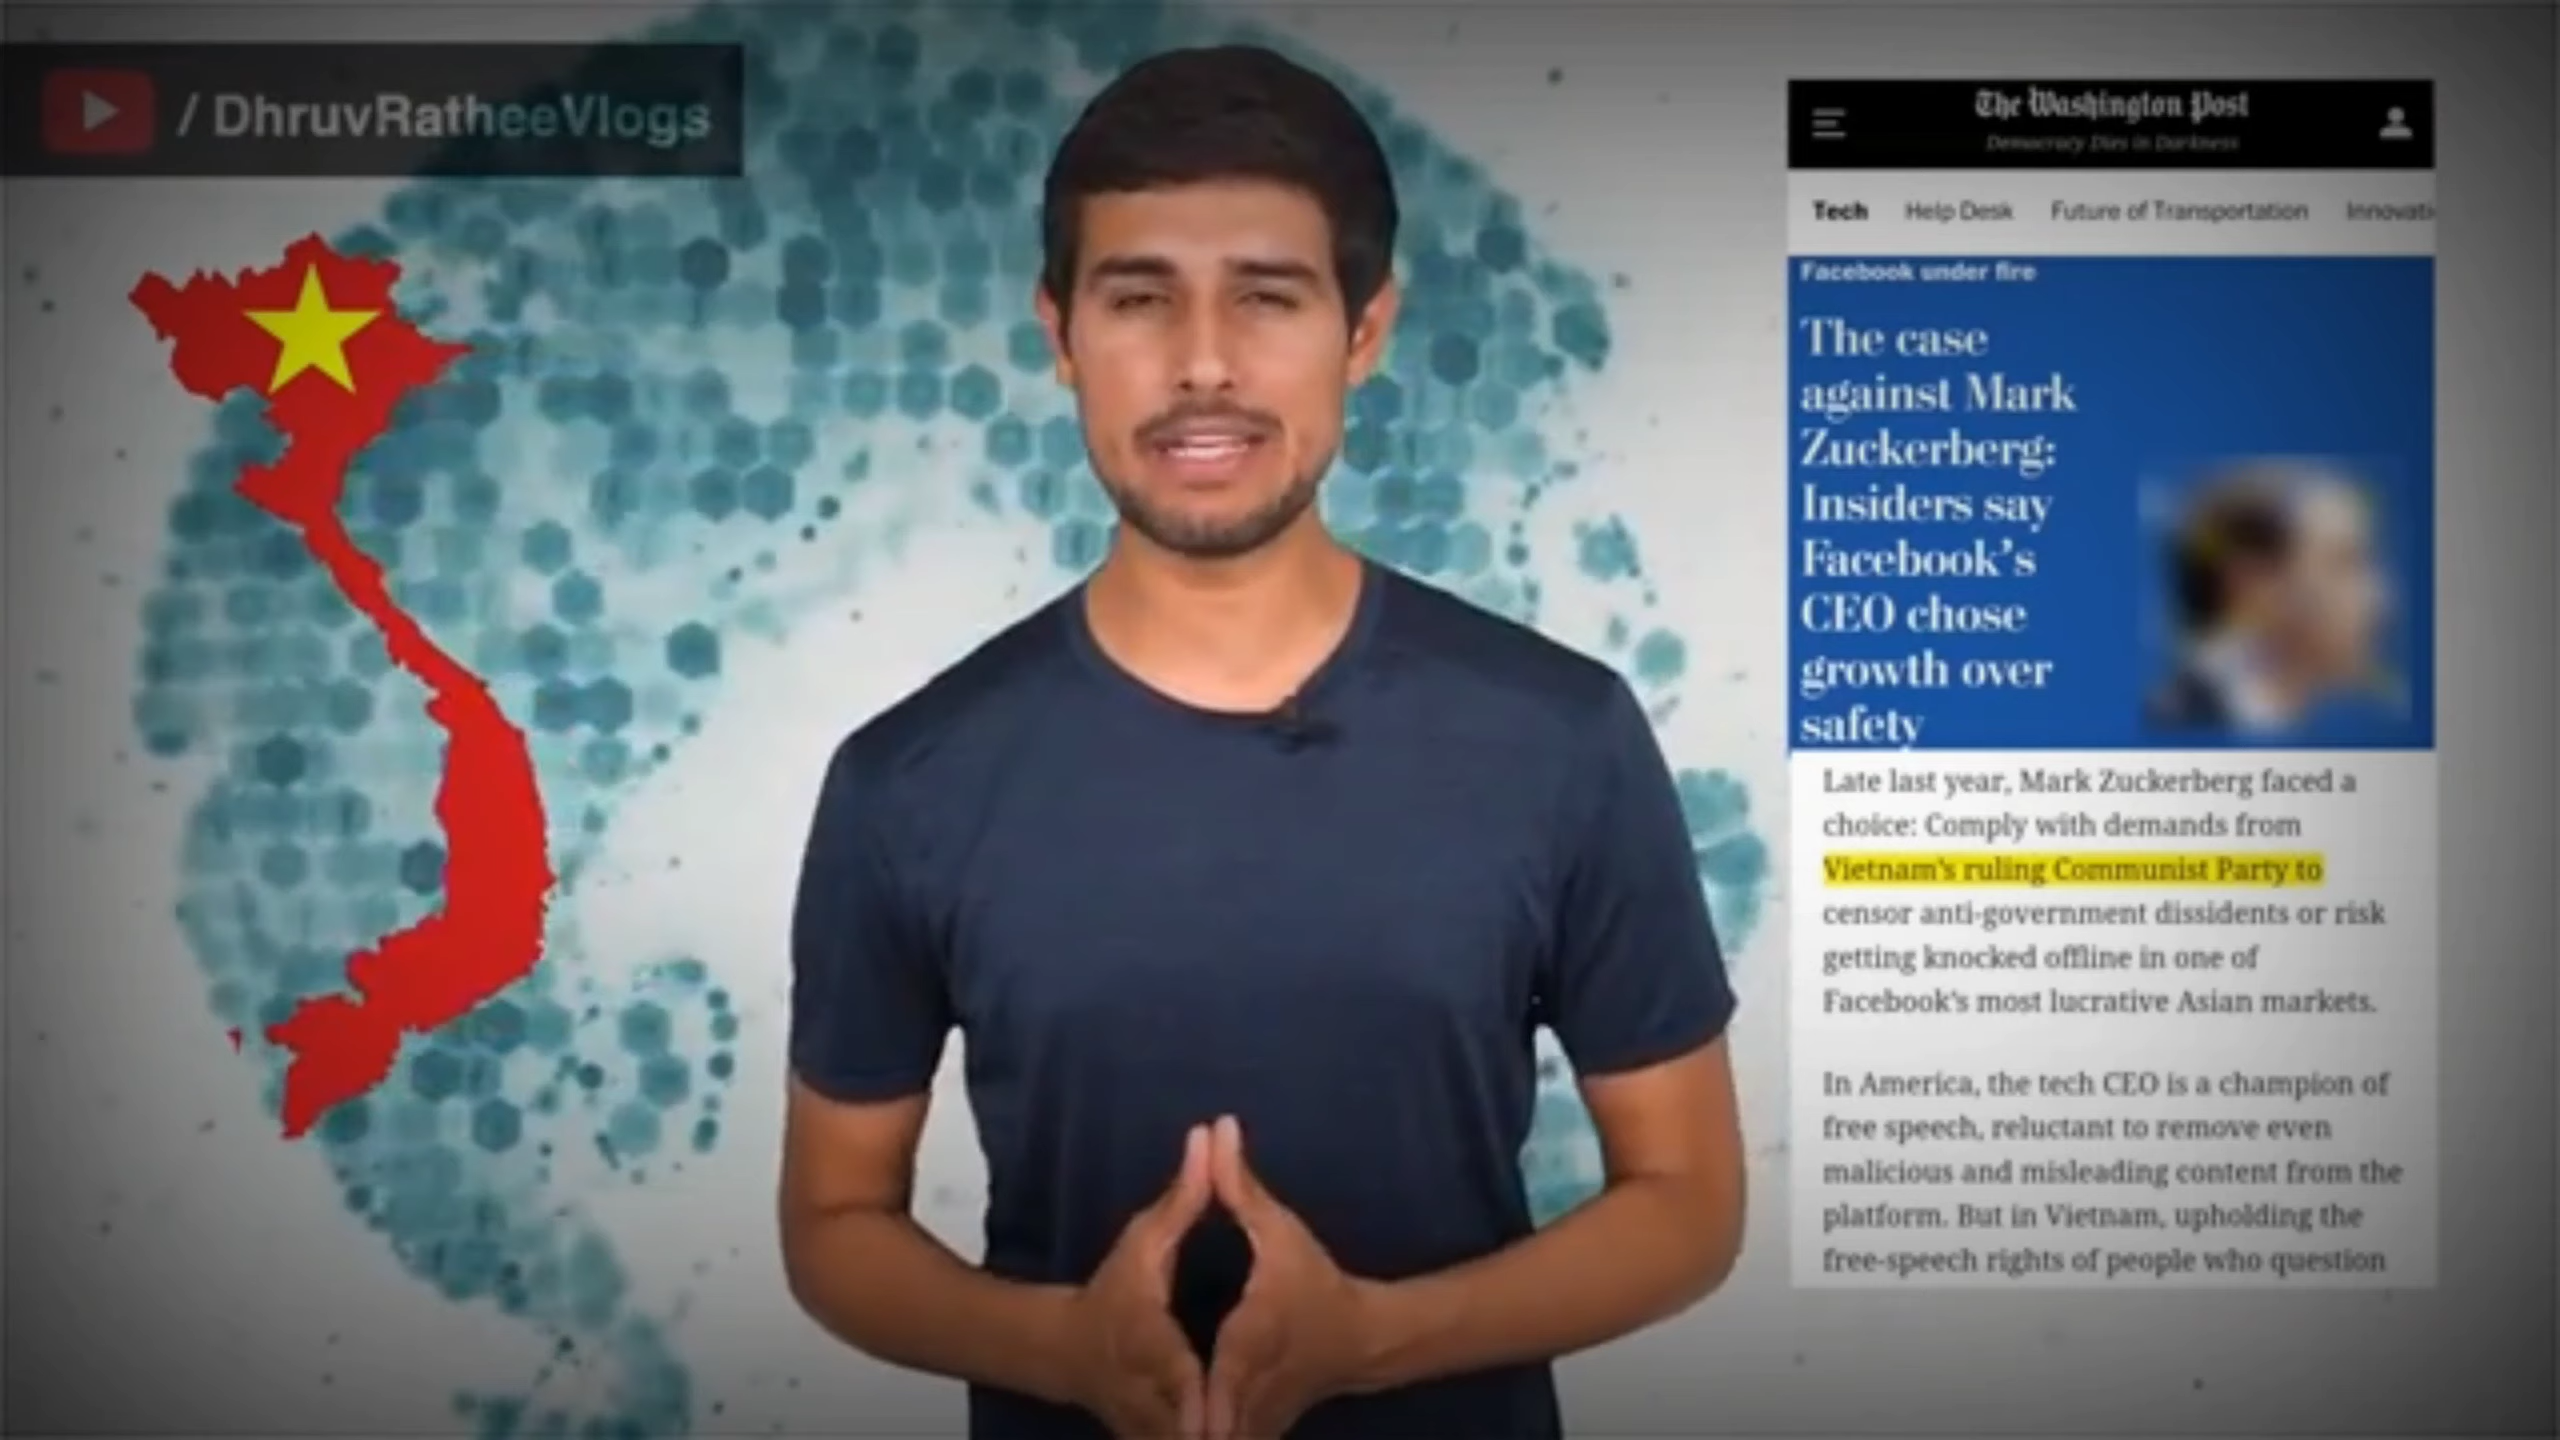 / DhruvRatheeVlogs
The Washington Post
Democracy Dies in Darkness
Tech Help Desk Future of Transportation Innovati
Facebook under fire
The case
against Mark
Zuckerberg:
Insiders say
Facebook's
CEO chose
growth over
safety
Late last year, Mark Zuckerberg faced a
choice: Comply with demands from
Vietnam's ruling Communist Party to
censor anti-government dissidents or risk
getting knocked offline in one of
Facebook's most lucrative Asian markets.
In America, the tech CEO is a champion of
free speech, reluctant to remove even
malicious and misleading content from the
platform. But in Vietnam, upholding the
free-speech rights of people who question